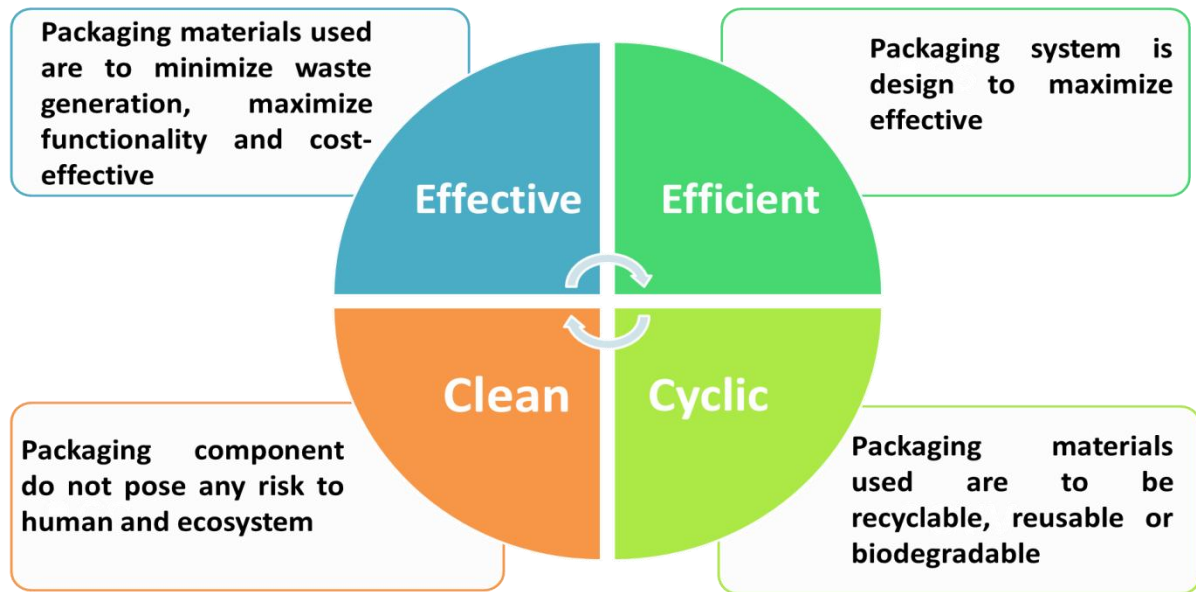 Packaging materials used
are to minimize waste
generation, maximize
functionality and cost-
effective
Packaging system is
design to maximize
effective
Effective
Efficient
Clean
Cyclic
Packaging component
do not pose any risk to
human and ecosystem
Packaging materials
used are to be
recyclable, reusable or
biodegradable